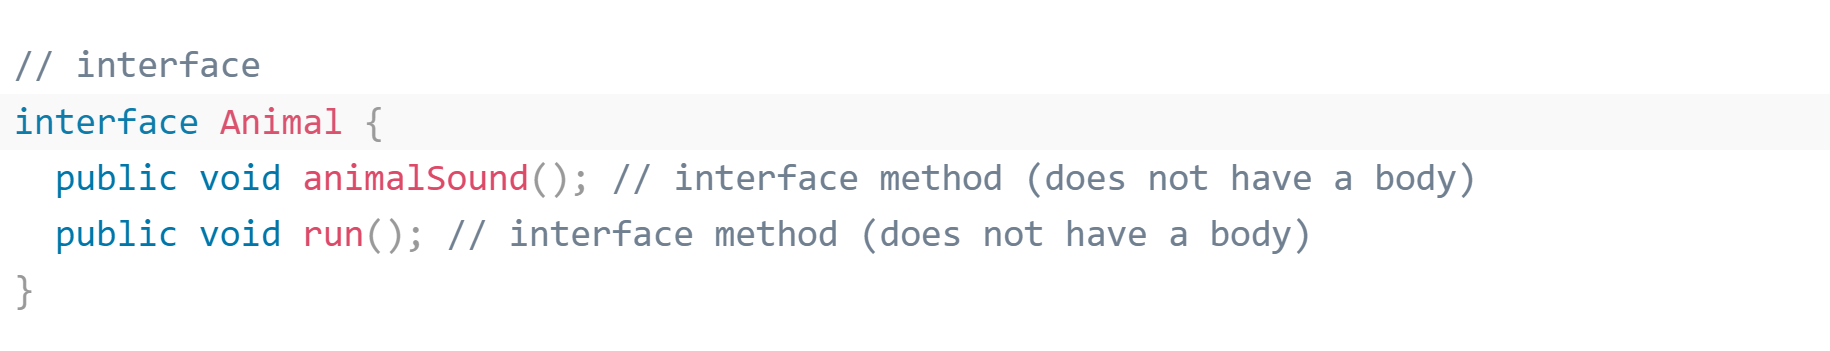 // interface
interface Animal {
  public void animalSound(); // interface method (does not have a body)
  public void run(); // interface method (does not have a body)
}